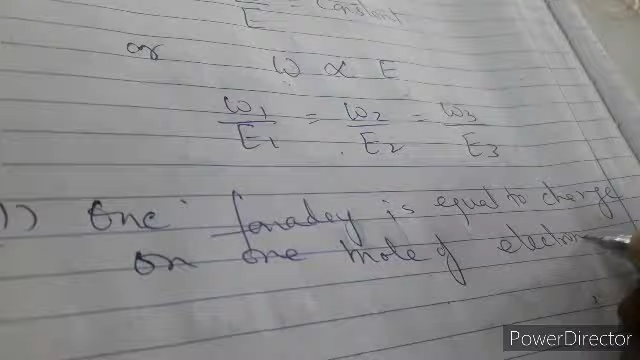 E = Constant
or W ∝ E
W1/E1 = W2/E2 = W3/E3
1) One faraday is equal to charge
on one mole of electron
PowerDirector